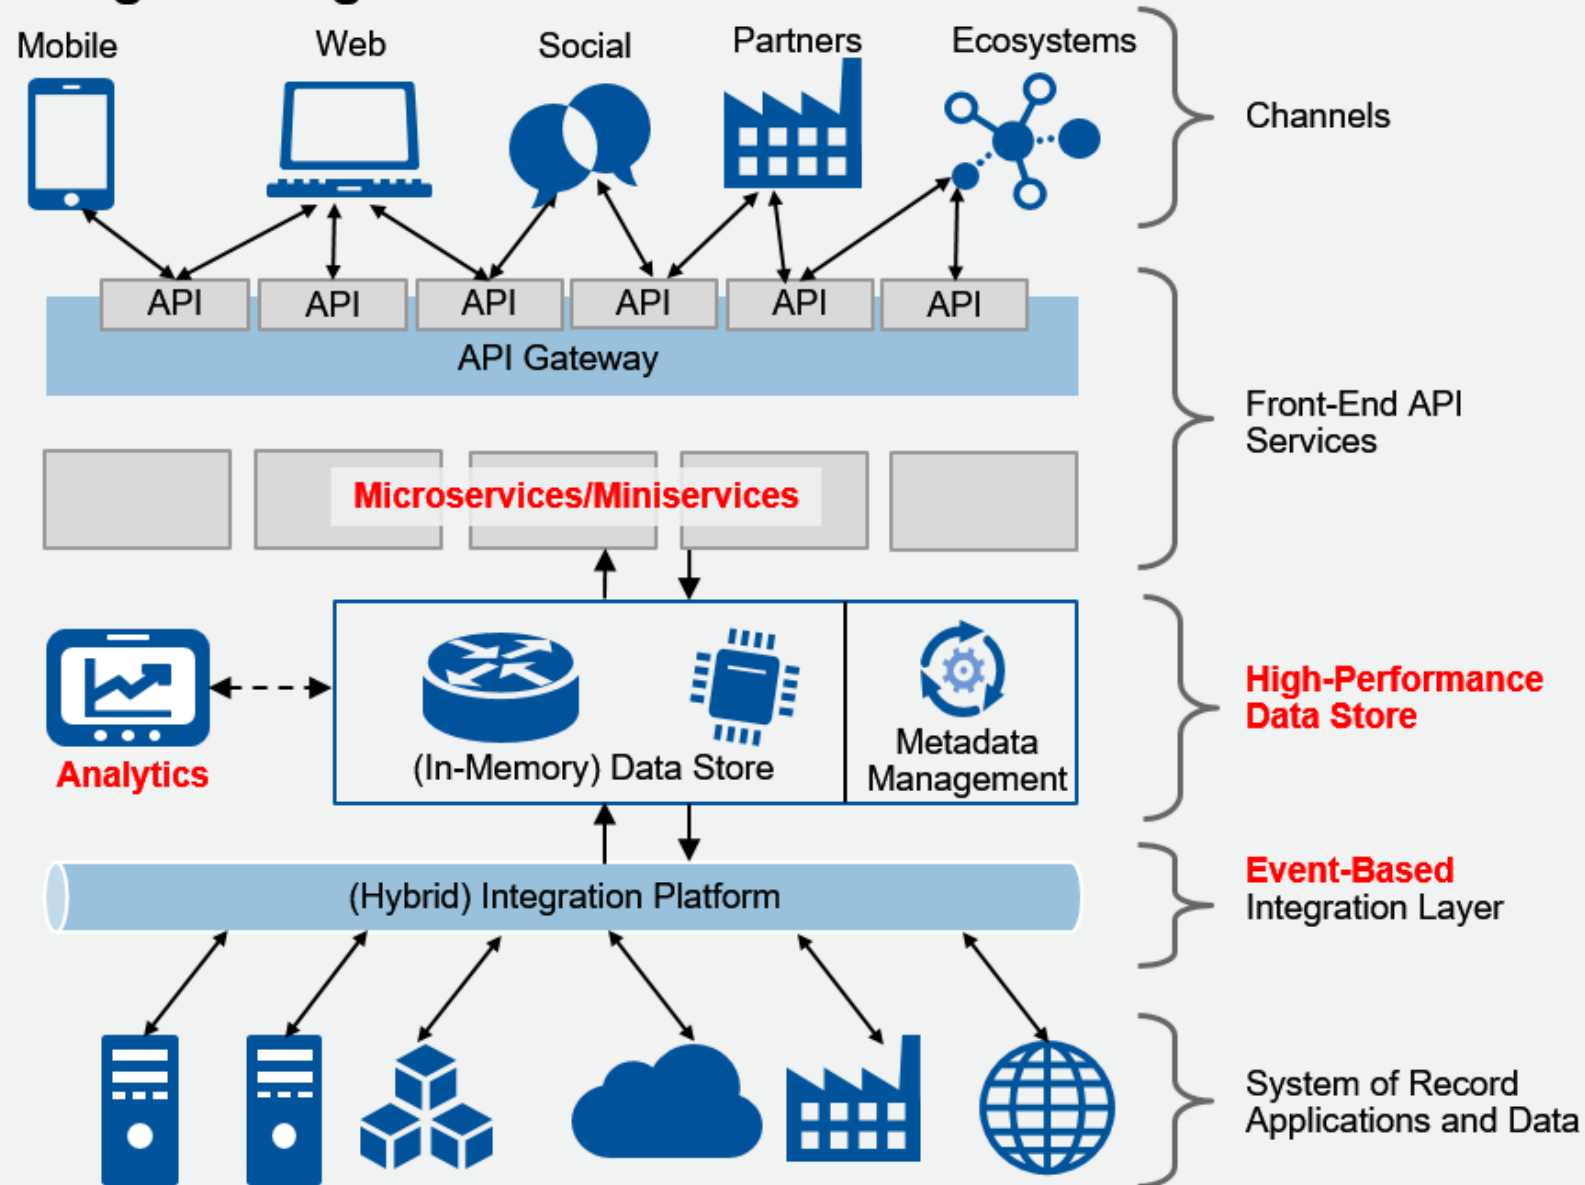 Mobile
Web
Social
Partners
Ecosystems
Channels
API
API
API
API
API
API
API Gateway
Front-End API
Services
Microservices/Miniservices
Analytics
(In-Memory) Data Store
Metadata
Management
High-Performance
Data Store
(Hybrid) Integration Platform
Event-Based
Integration Layer
System of Record
Applications and Data